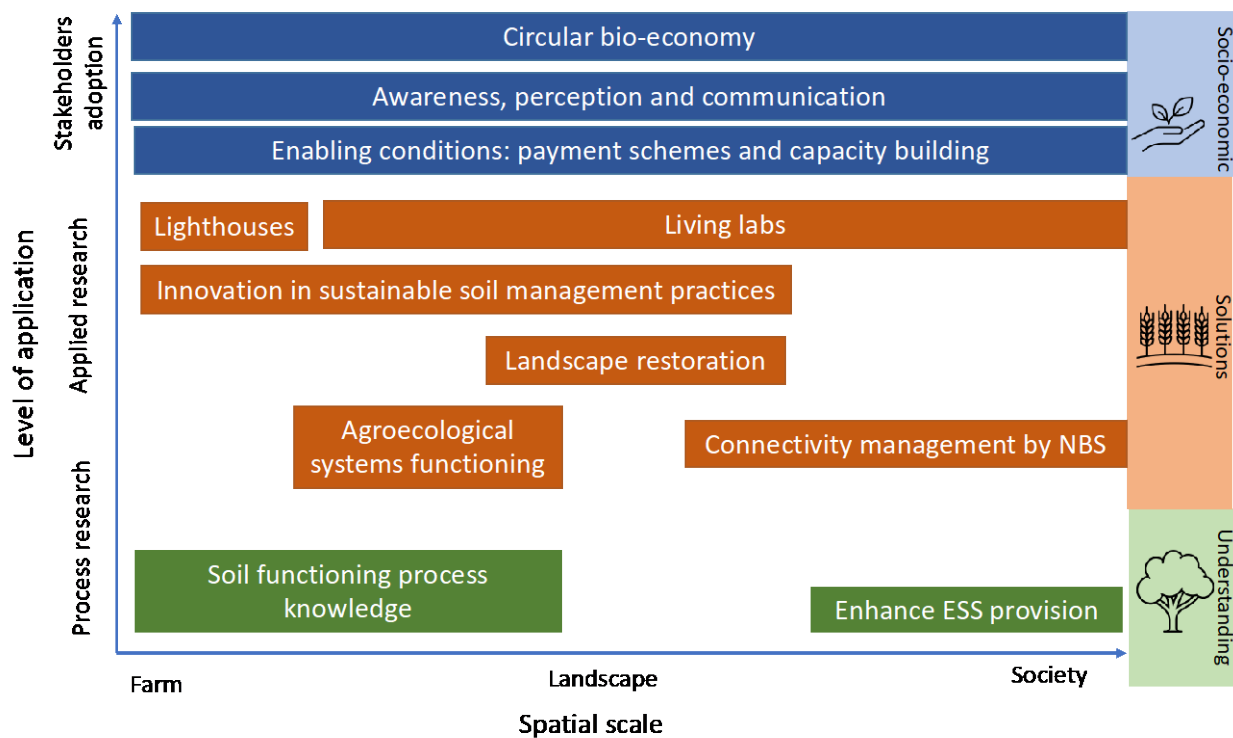 Stakeholders
adoption
Circular bio-economy
Awareness, perception and communication
Enabling conditions: payment schemes and capacity building
Socio-economic
Level of application
Applied research
Lighthouses
Living labs
Innovation in sustainable soil management practices
Landscape restoration
Agroecological
systems functioning
Connectivity management by NBS
Solutions
Process research
Soil functioning process
knowledge
Enhance ESS provision
Understanding
Farm
Landscape
Society
Spatial scale